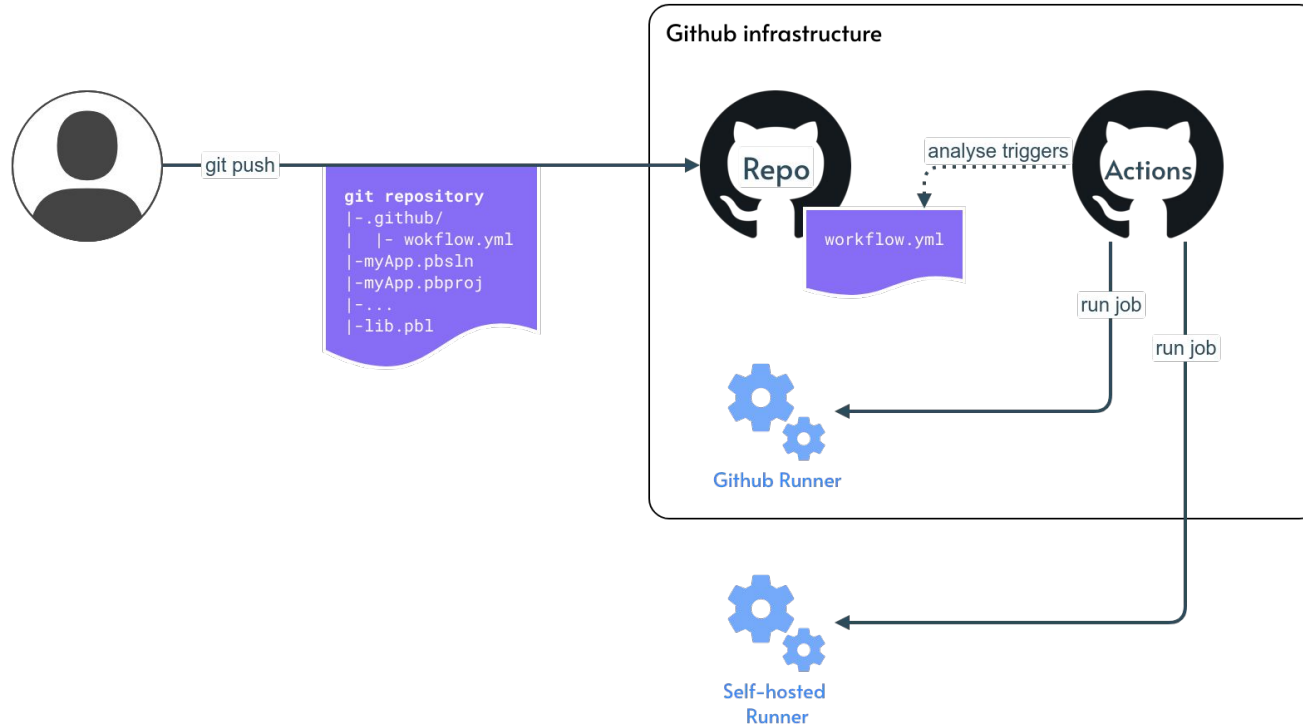 Github infrastructure
git push
git repository
|-.github/
|  |- wokflow.yml
|-myApp.pbsln
|-myApp.pbproj
|-...
|-lib.pbl
Repo
analyse triggers
Actions
workflow.yml
run job
run job
Github Runner
Self-hosted
Runner